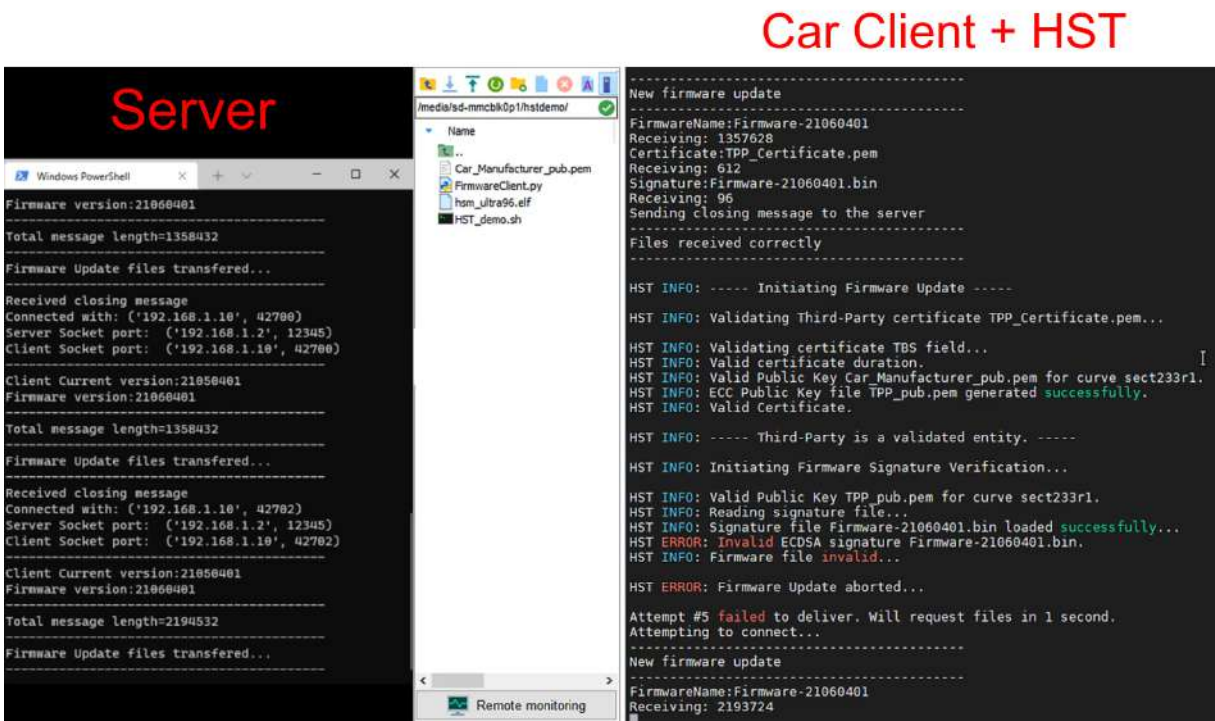 Car Client + HST
Server
Windows PowerShell
Firmware version:21060401
Total message length=1358432
Firmware Update files transfered...
Received closing message
Connected with: ('192.168.1.10', 42700)
Server Socket port:  ('192.168.1.2', 12345)
Client Socket port:  ('192.168.1.10', 42700)
Client Current version:21050401
Firmware version:21060401
Total message length=1358432
Firmware Update files transfered...
Received closing message
Connected with: ('192.168.1.10', 42702)
Server Socket port:  ('192.168.1.2', 12345)
Client Socket port:  ('192.168.1.10', 42702)
Client Current version:21050401
Firmware version:21060401
Total message length=2194532
Firmware Update files transfered...
/media/sd-mmcblk0p1/hstdemo/
Name
..
Car_Manufacturer_pub.pem
FirmwareClient.py
hsm_ultra96.elf
HST_demo.sh
Remote monitoring
-----------------------------------------
New firmware update
-----------------------------------------
FirmwareName:Firmware-21060401
Receiving: 1357628
Certificate:TPP_Certificate.pem
Receiving: 612
Signature:Firmware-21060401.bin
Receiving: 96
Sending closing message to the server
-----------------------------------------
Files received correctly
-----------------------------------------
HST INFO: ----- Initiating Firmware Update -----
HST INFO: Validating Third-Party certificate TPP_Certificate.pem...
HST INFO: Validating certificate TBS field...
HST INFO: Valid certificate duration.
HST INFO: Valid Public Key Car_Manufacturer_pub.pem for curve sect233r1.
HST INFO: ECC Public Key file TPP_pub.pem generated successfully.
HST INFO: Valid Certificate.
HST INFO: ----- Third-Party is a validated entity. -----
HST INFO: Initiating Firmware Signature Verification...
HST INFO: Valid Public Key TPP_pub.pem for curve sect233r1.
HST INFO: Reading signature file...
HST INFO: Signature file Firmware-21060401.bin loaded successfully...
HST ERROR: Invalid ECDSA signature Firmware-21060401.bin.
HST INFO: Firmware file invalid...
HST ERROR: Firmware Update aborted...
Attempt #5 failed to deliver. Will request files in 1 second.
Attempting to connect...
-----------------------------------------
New firmware update
-----------------------------------------
FirmwareName:Firmware-21060401
Receiving: 2193724